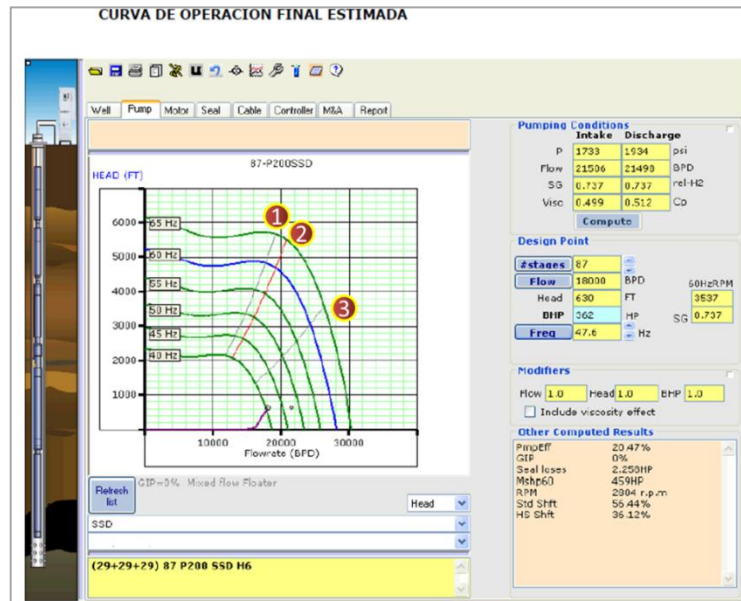 CURVA DE OPERACION FINAL ESTIMADA
Well Pump Motor Seal Cable Controller M&A Report
87-P200SSD
HEAD (FT)
6000
5000
4000
3000
2000
1000
65 Hz
60 Hz
55 Hz
50 Hz
45 Hz
40 Hz
1
2
3
10000 20000 30000
Flowrate (BPD)
Refresh list
GIP=0% Mixed flow Floater
Head
SSD
(29+29+29) 87 P200 SSD H6
Pumping Conditions
Intake Discharge
P 1733 1934 psi
Flow 21506 21498 BPD
SG 0.737 0.737 rel-H2
Visc 0.499 0.512 Cp
Compute
Design Point
#stages 87
Flow 18000 BPD 60HzRPM
Head 630 FT 3537
BHP 362 HP SG 0.737
Freq 47.6 Hz
Modifiers
Flow 1.0 Head 1.0 BHP 1.0
Include viscosity effect
Other Computed Results
PmpEff 20.47%
GIP 0%
Seal loses 2.258HP
Mshp60 459HP
RPM 2804 r.p.m
Std Shft 56.44%
HS Shft 36.12%